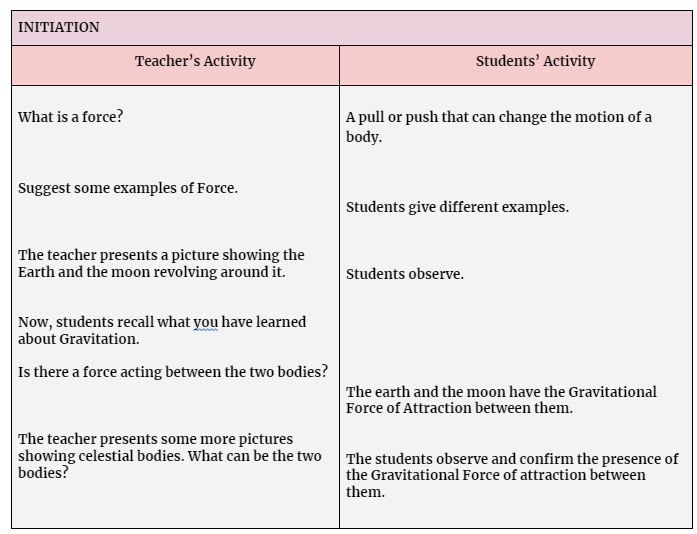 INITIATION
Teacher’s Activity
Students’ Activity
What is a force?
A pull or push that can change the motion of a
body.
Suggest some examples of Force.
Students give different examples.
The teacher presents a picture showing the
Earth and the moon revolving around it.
Students observe.
Now, students recall what you have learned
about Gravitation.
Is there a force acting between the two bodies?
The earth and the moon have the Gravitational
Force of Attraction between them.
The teacher presents some more pictures
showing celestial bodies. What can be the two
bodies?
The students observe and confirm the presence of
the Gravitational Force of attraction between
them.